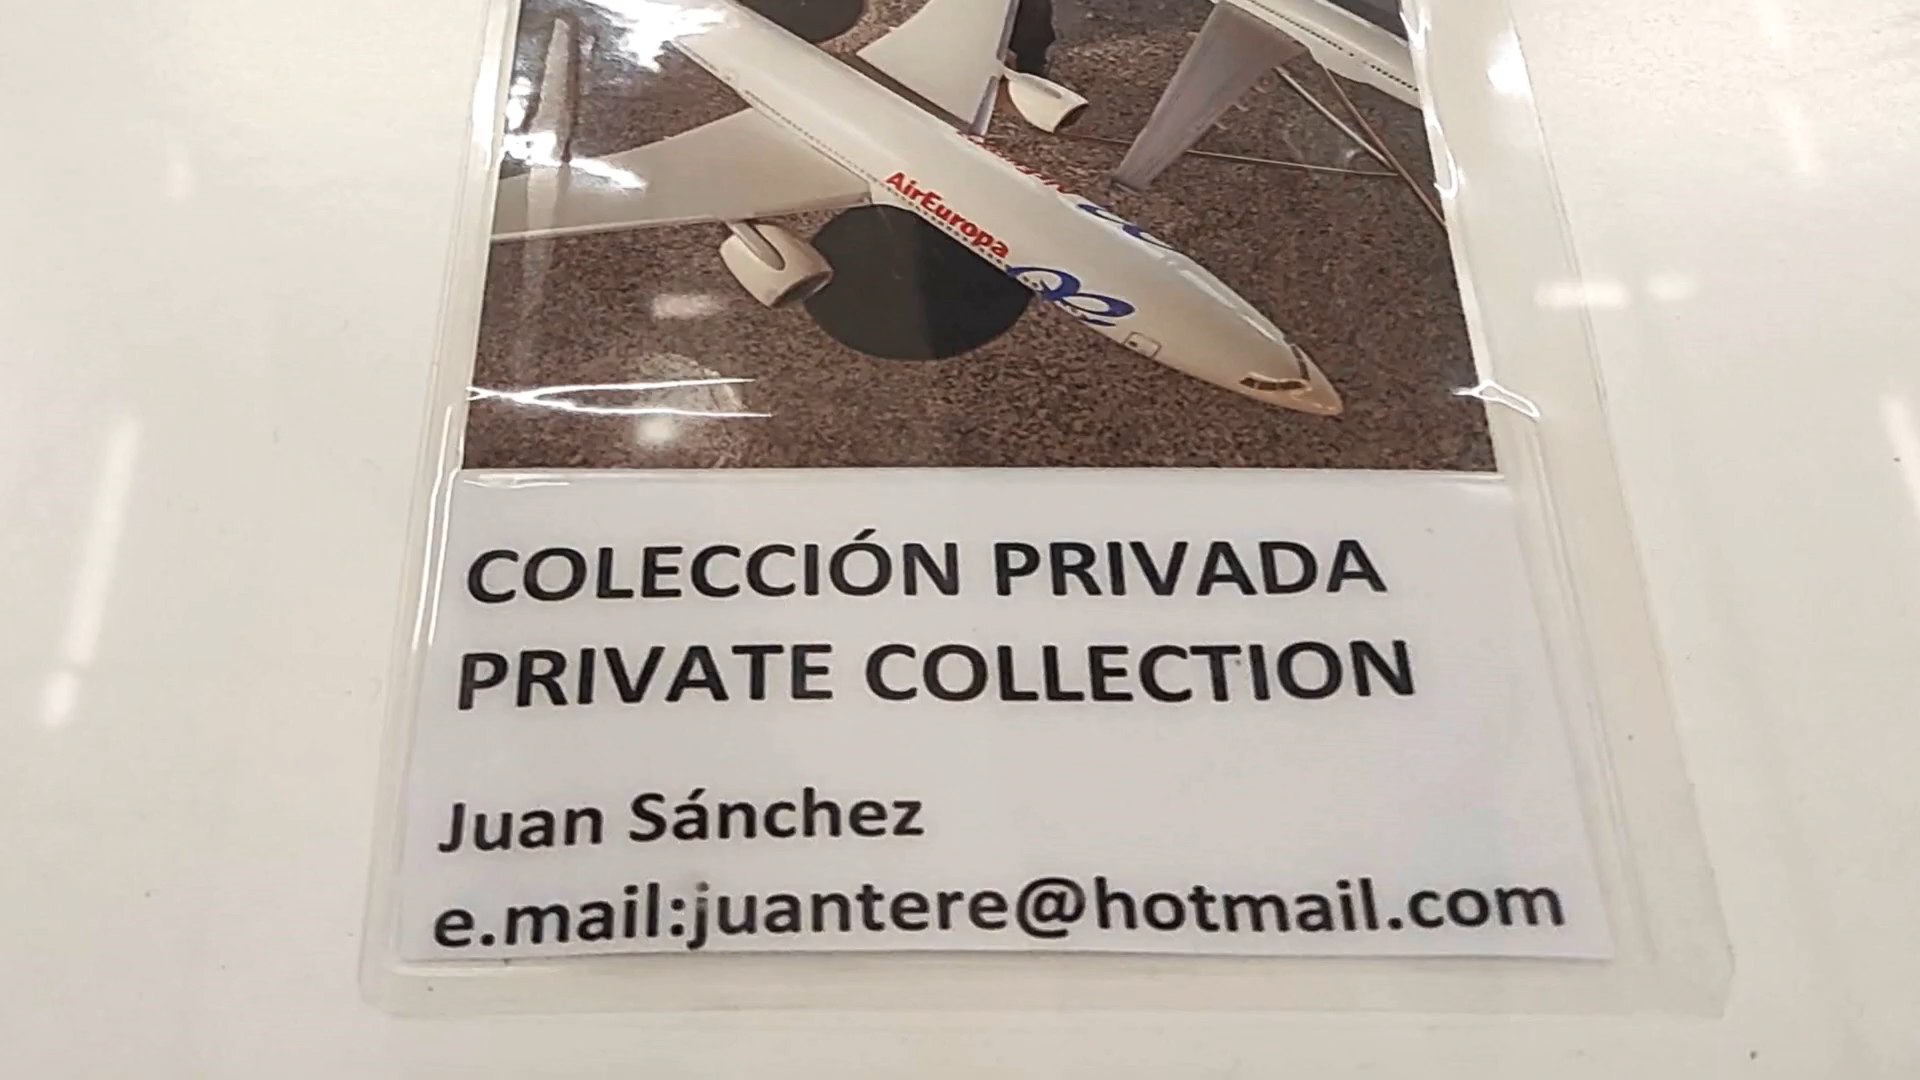 AirEuropa
COLECCIÓN PRIVADA
PRIVATE COLLECTION
Juan Sánchez
e.mail:juantere@hotmail.com